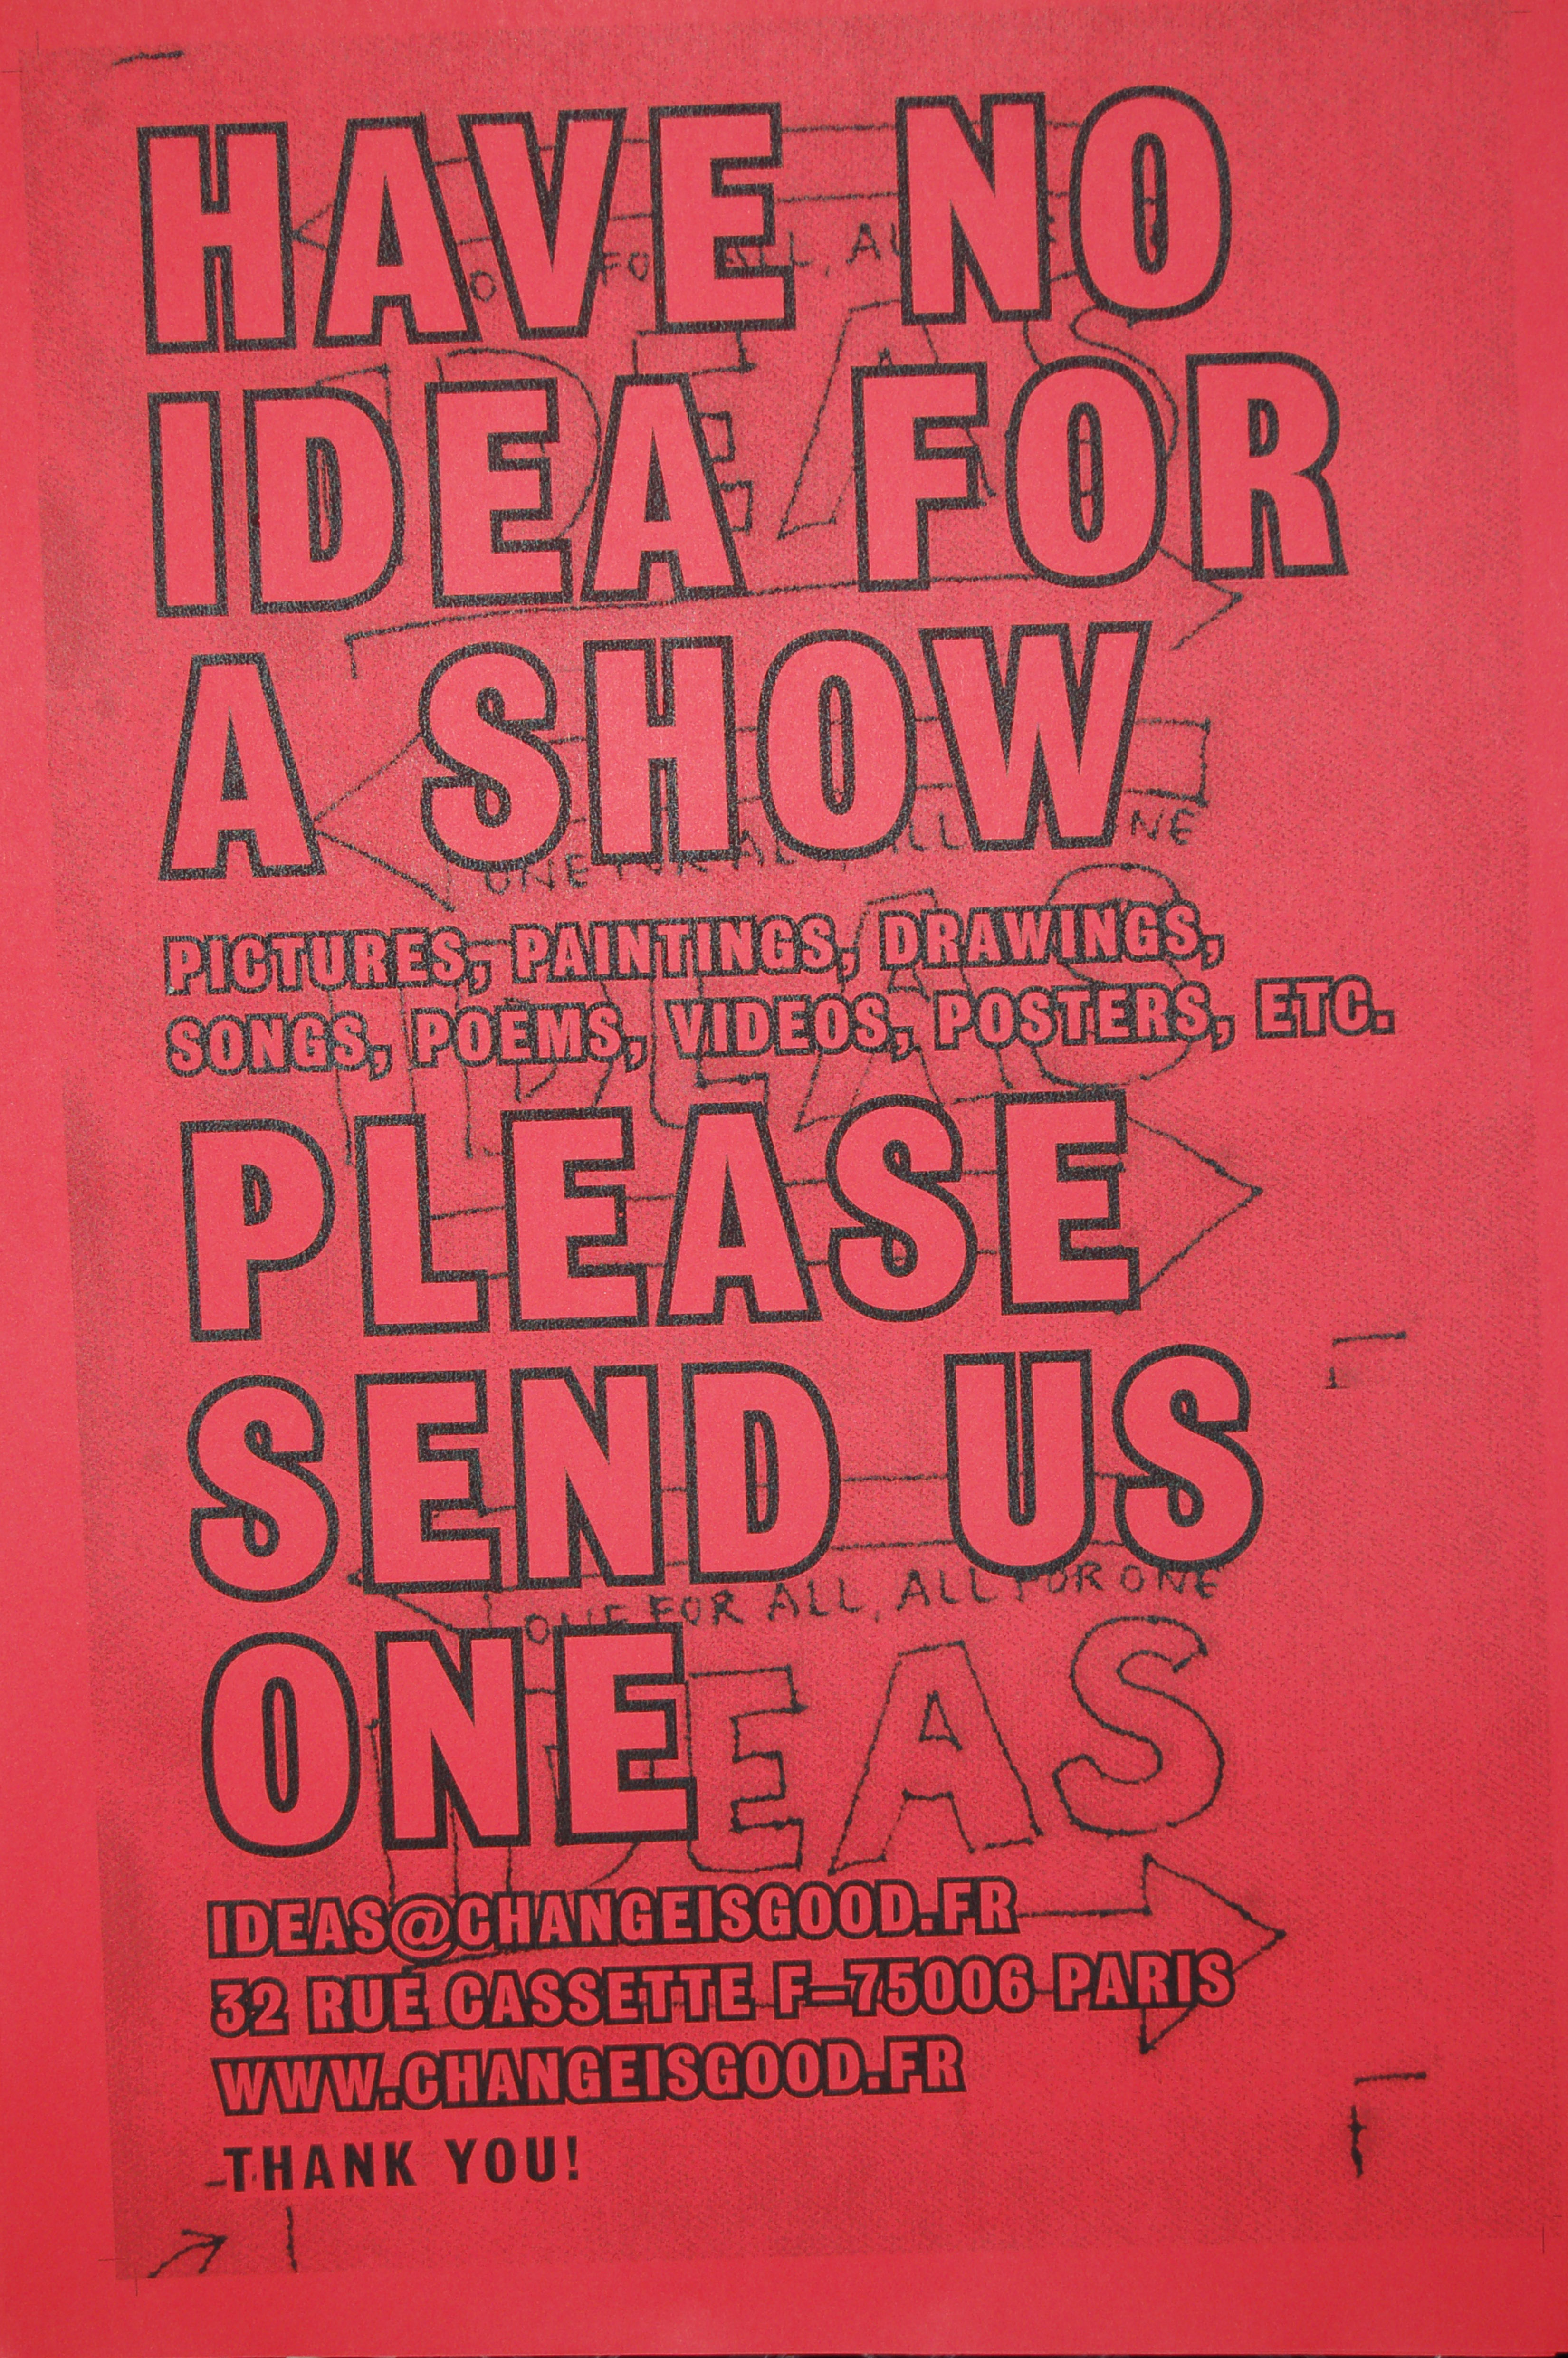 HAVE NO
IDEA FOR
A SHOW
PICTURES, PAINTINGS, DRAWINGS,
SONGS, POEMS, VIDEOS, POSTERS, ETC.
PLEASE
SEND US
ONE
ONE FOR ALL, ALL FOR ONE
IDEAS@CHANGEISGOOD.FR
32 RUE CASSETTE F–75006 PARIS
WWW.CHANGEISGOOD.FR
THANK YOU!